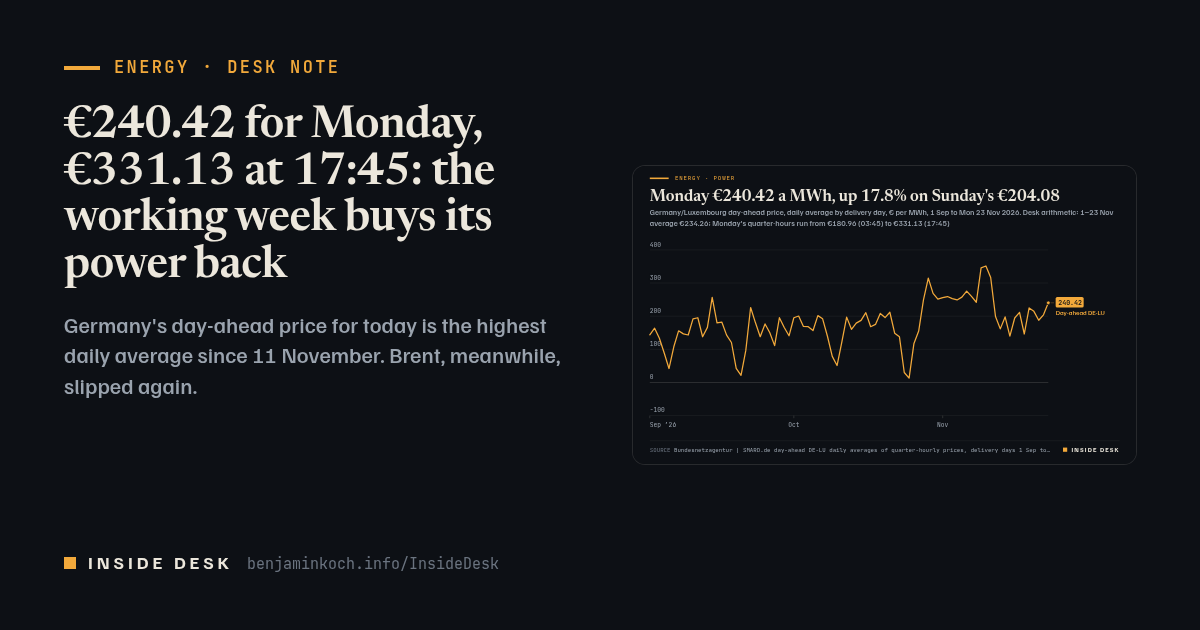 ENERGY · DESK NOTE
€240.42 for Monday,
€331.13 at 17:45: the
working week buys its
power back
Germany's day-ahead price for today is the highest
daily average since 11 November. Brent, meanwhile,
slipped again.
ENERGY · POWER
Monday €240.42 a MWh, up 17.8% on Sunday's €204.08
Germany/Luxembourg day-ahead price, daily average by delivery day, € per MWh, 1 Sep to Mon 23 Nov 2026. Desk arithmetic: 1–23 Nov
average €234.26; Monday's quarter-hours run from €180.96 (03:45) to €331.13 (17:45)
400
300
200
100
0
-100
240.42
Day-ahead DE-LU
Sep '26
Oct
Nov
SOURCE Bundesnetzagentur | SMARD.de day-ahead DE-LU daily averages of quarter-hourly prices, delivery days 1 Sep to…
INSIDE DESK
INSIDE DESK benjaminkoch.info/InsideDesk